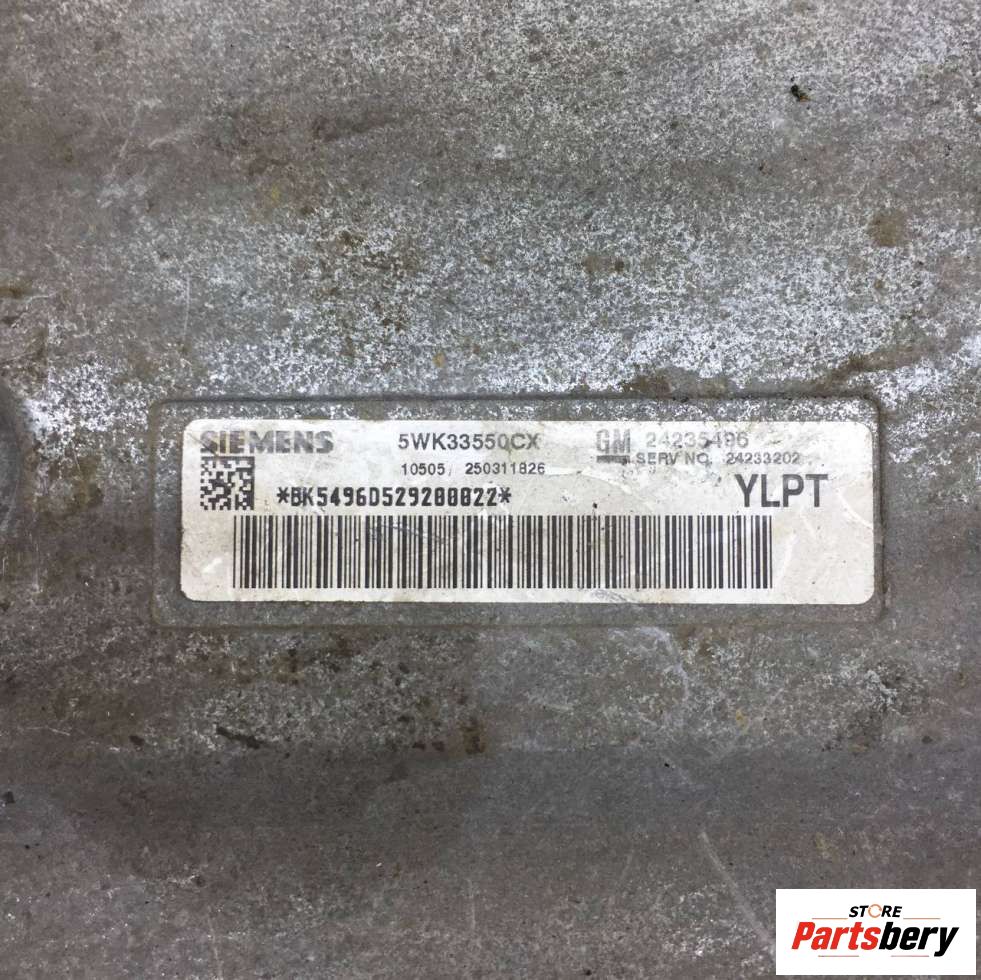 SIEMENS 5WK33550CX GM 24235496
10505/ 250311826 SERV NO. 24233202
*BK5496D529200022* YLPT
STORE
Partsbery